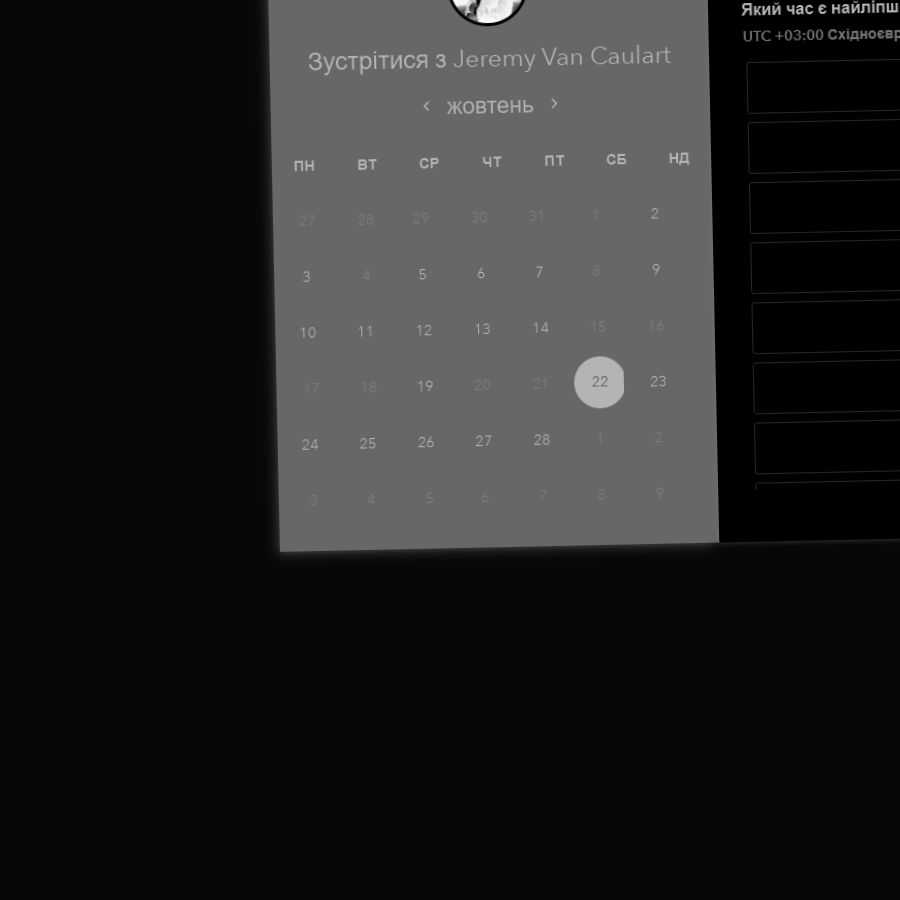 Який час є найліпш
UTC +03:00 Східноєвр
Зустрітися з Jeremy Van Caulart
‹ жовтень ›
ПН ВТ СР ЧТ ПТ СБ НД
27 28 29 30 31 1 2
3 4 5 6 7 8 9
10 11 12 13 14 15 16
17 18 19 20 21 22 23
24 25 26 27 28 1 2
3 4 5 6 7 8 9